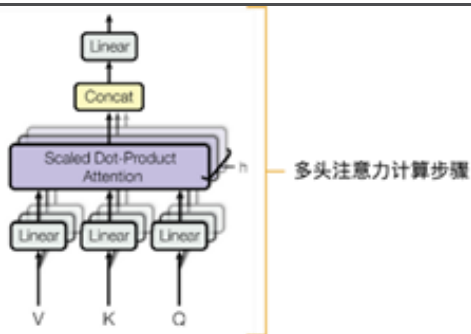 Linear
Concat
Scaled Dot-Product
Attention
h
多头注意力计算步骤
Linear Linear Linear
V K Q